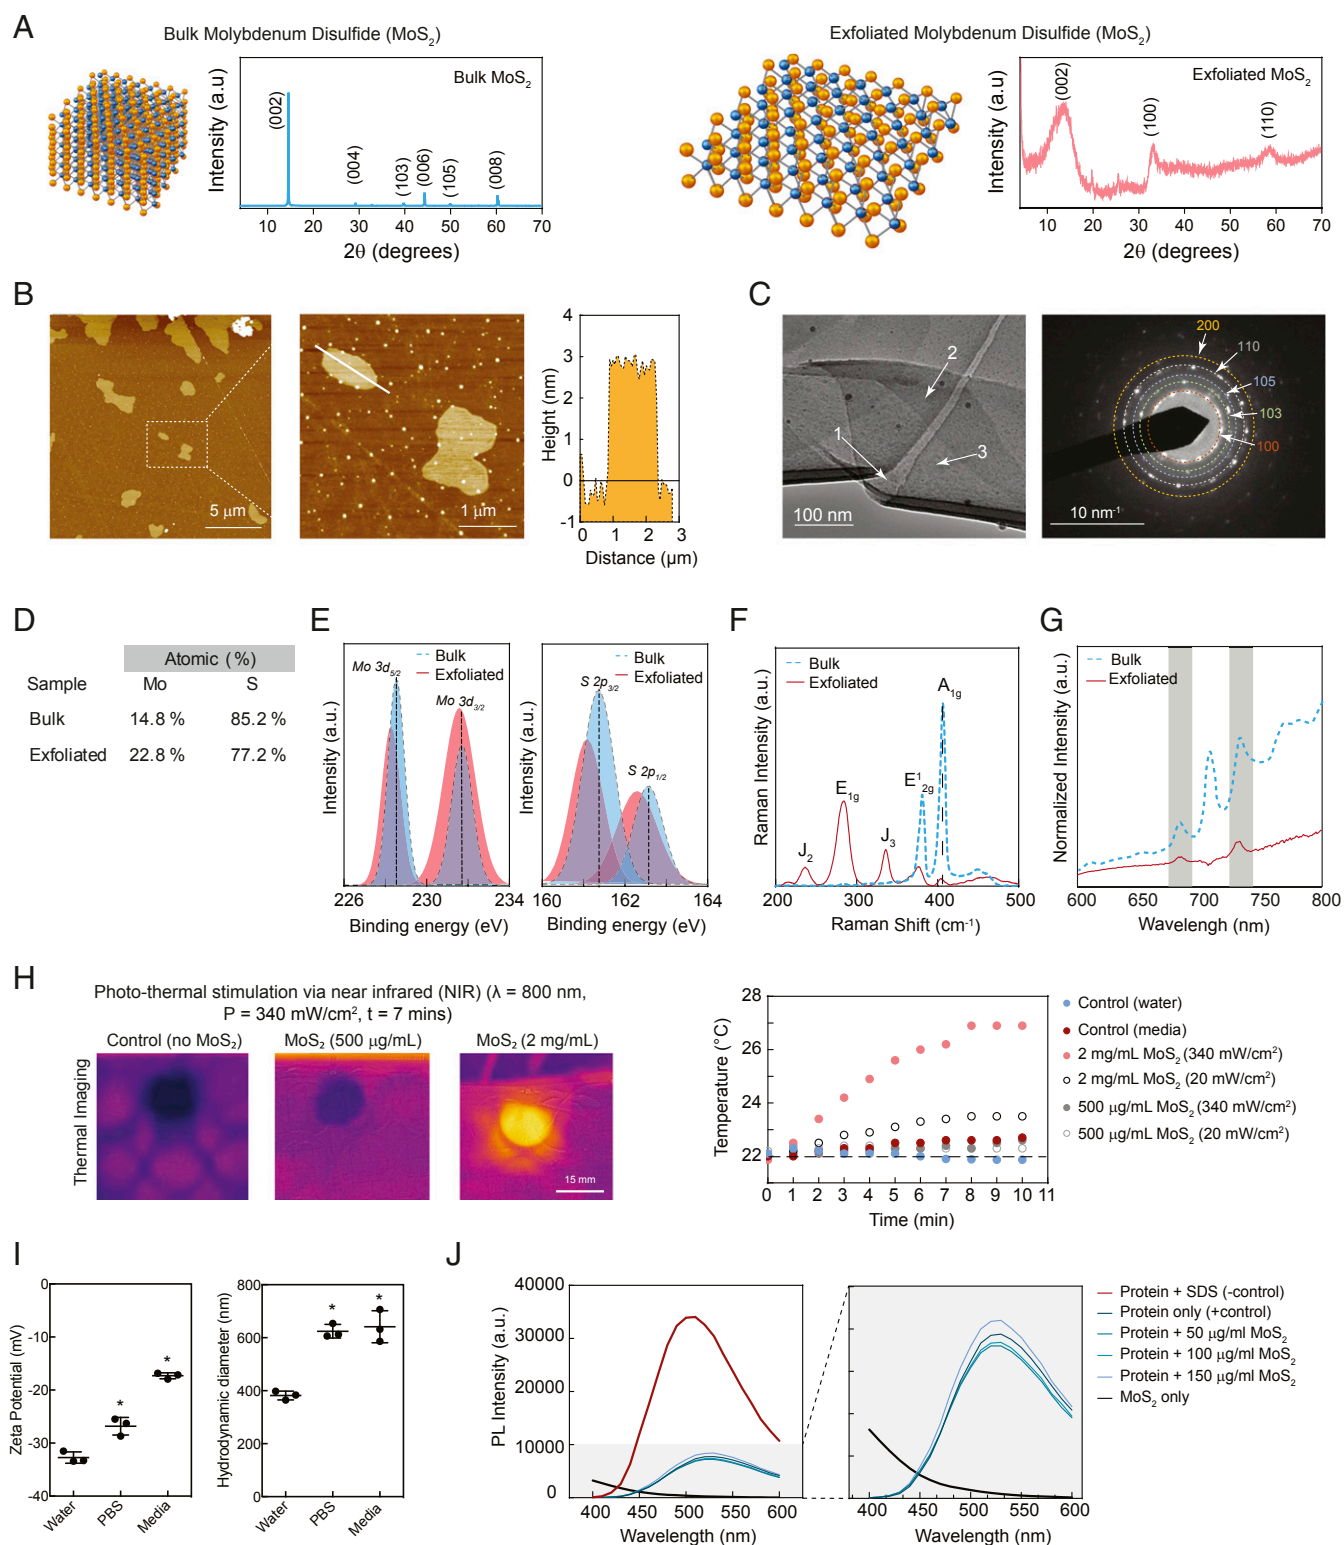 A
Bulk Molybdenum Disulfide (MoS2)
Intensity (a.u)
Bulk MoS2
(002)
(004)
(103)
(006)
(105)
(008)
10 20 30 40 50 60 70
2θ (degrees)
Exfoliated Molybdenum Disulfide (MoS2)
Intensity (a.u)
Exfoliated MoS2
(002)
(100)
(110)
10 20 30 40 50 60 70
2θ (degrees)
B
5 μm
1 μm
Height (nm)
4
3
2
1
0
-1
0 1 2 3
Distance (μm)
C
1
2
3
100 nm
200
110
105
103
100
10 nm-1
D
Atomic (%)
Sample Mo S
Bulk 14.8 % 85.2 %
Exfoliated 22.8 % 77.2 %
E
Intensity (a.u.)
Bulk
Exfoliated
Mo 3d5/2
Mo 3d3/2
226 230 234
Binding energy (eV)
Intensity (a.u.)
Bulk
Exfoliated
S 2p3/2
S 2p1/2
160 162 164
Binding energy (eV)
F
Raman Intensity (a.u.)
Bulk
Exfoliated
J2
E1g
J3
E12g
A1g
200 300 400 500
Raman Shift (cm-1)
G
Normalized Intensity (a.u.)
Bulk
Exfoliated
600 650 700 750 800
Wavelengh (nm)
H
Photo-thermal stimulation via near infrared (NIR) (λ = 800 nm,
P = 340 mW/cm2, t = 7 mins)
Control (no MoS2)
MoS2 (500 μg/mL)
MoS2 (2 mg/mL)
Thermal Imaging
15 mm
Temperature (°C)
28
26
24
22
0 1 2 3 4 5 6 7 8 9 10 11
Time (min)
Control (water)
Control (media)
2 mg/mL MoS2 (340 mW/cm2)
2 mg/mL MoS2 (20 mW/cm2)
500 μg/mL MoS2 (340 mW/cm2)
500 μg/mL MoS2 (20 mW/cm2)
I
Zeta Potential (mV)
0
-10
-20
-30
-40
*
*
Water
PBS
Media
Hydrodynamic diameter (nm)
800
600
400
200
0
*
*
Water
PBS
Media
J
PL Intensity (a.u.)
40000
30000
20000
10000
0
400 450 500 550 600
Wavelength (nm)
400 450 500 550 600
Wavelength (nm)
Protein + SDS (-control)
Protein only (+control)
Protein + 50 μg/ml MoS2
Protein + 100 μg/ml MoS2
Protein + 150 μg/ml MoS2
MoS2 only